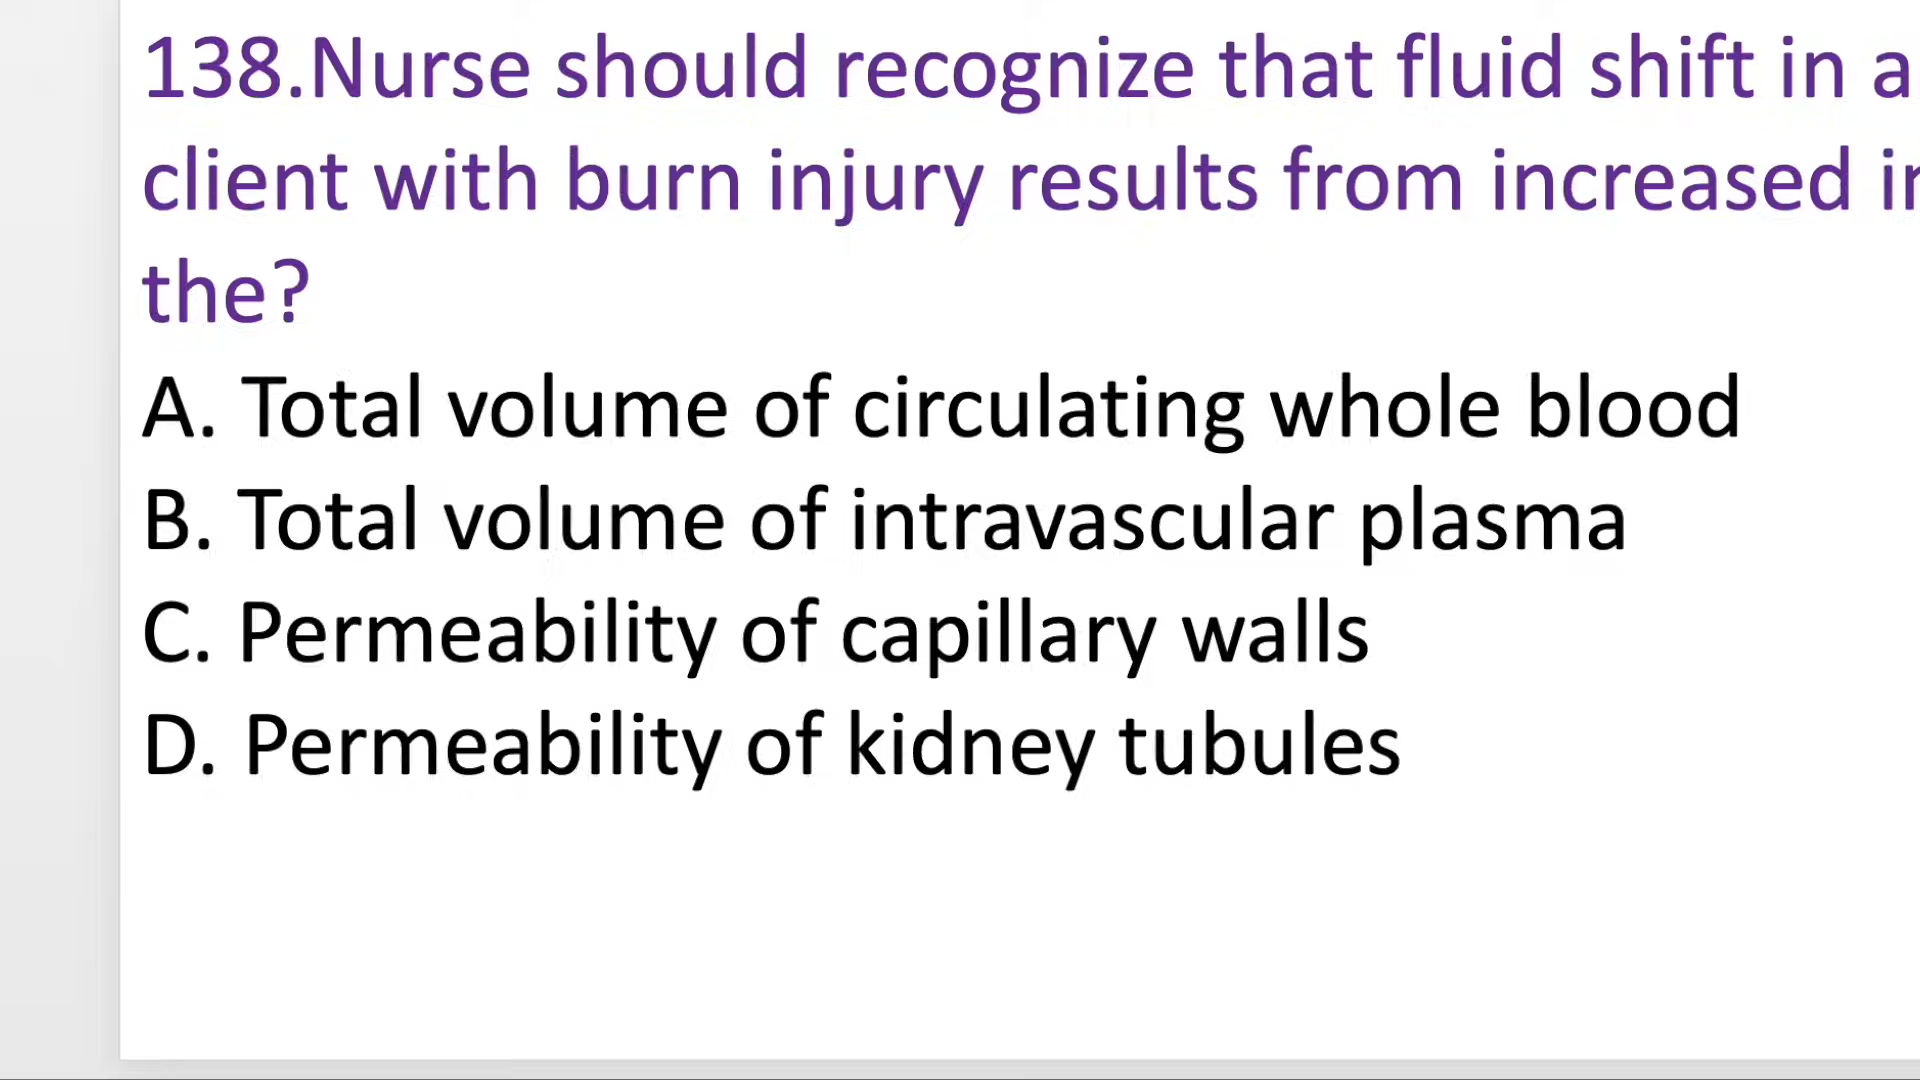 138.Nurse should recognize that fluid shift in a
client with burn injury results from increased in
the?
A. Total volume of circulating whole blood
B. Total volume of intravascular plasma
C. Permeability of capillary walls
D. Permeability of kidney tubules